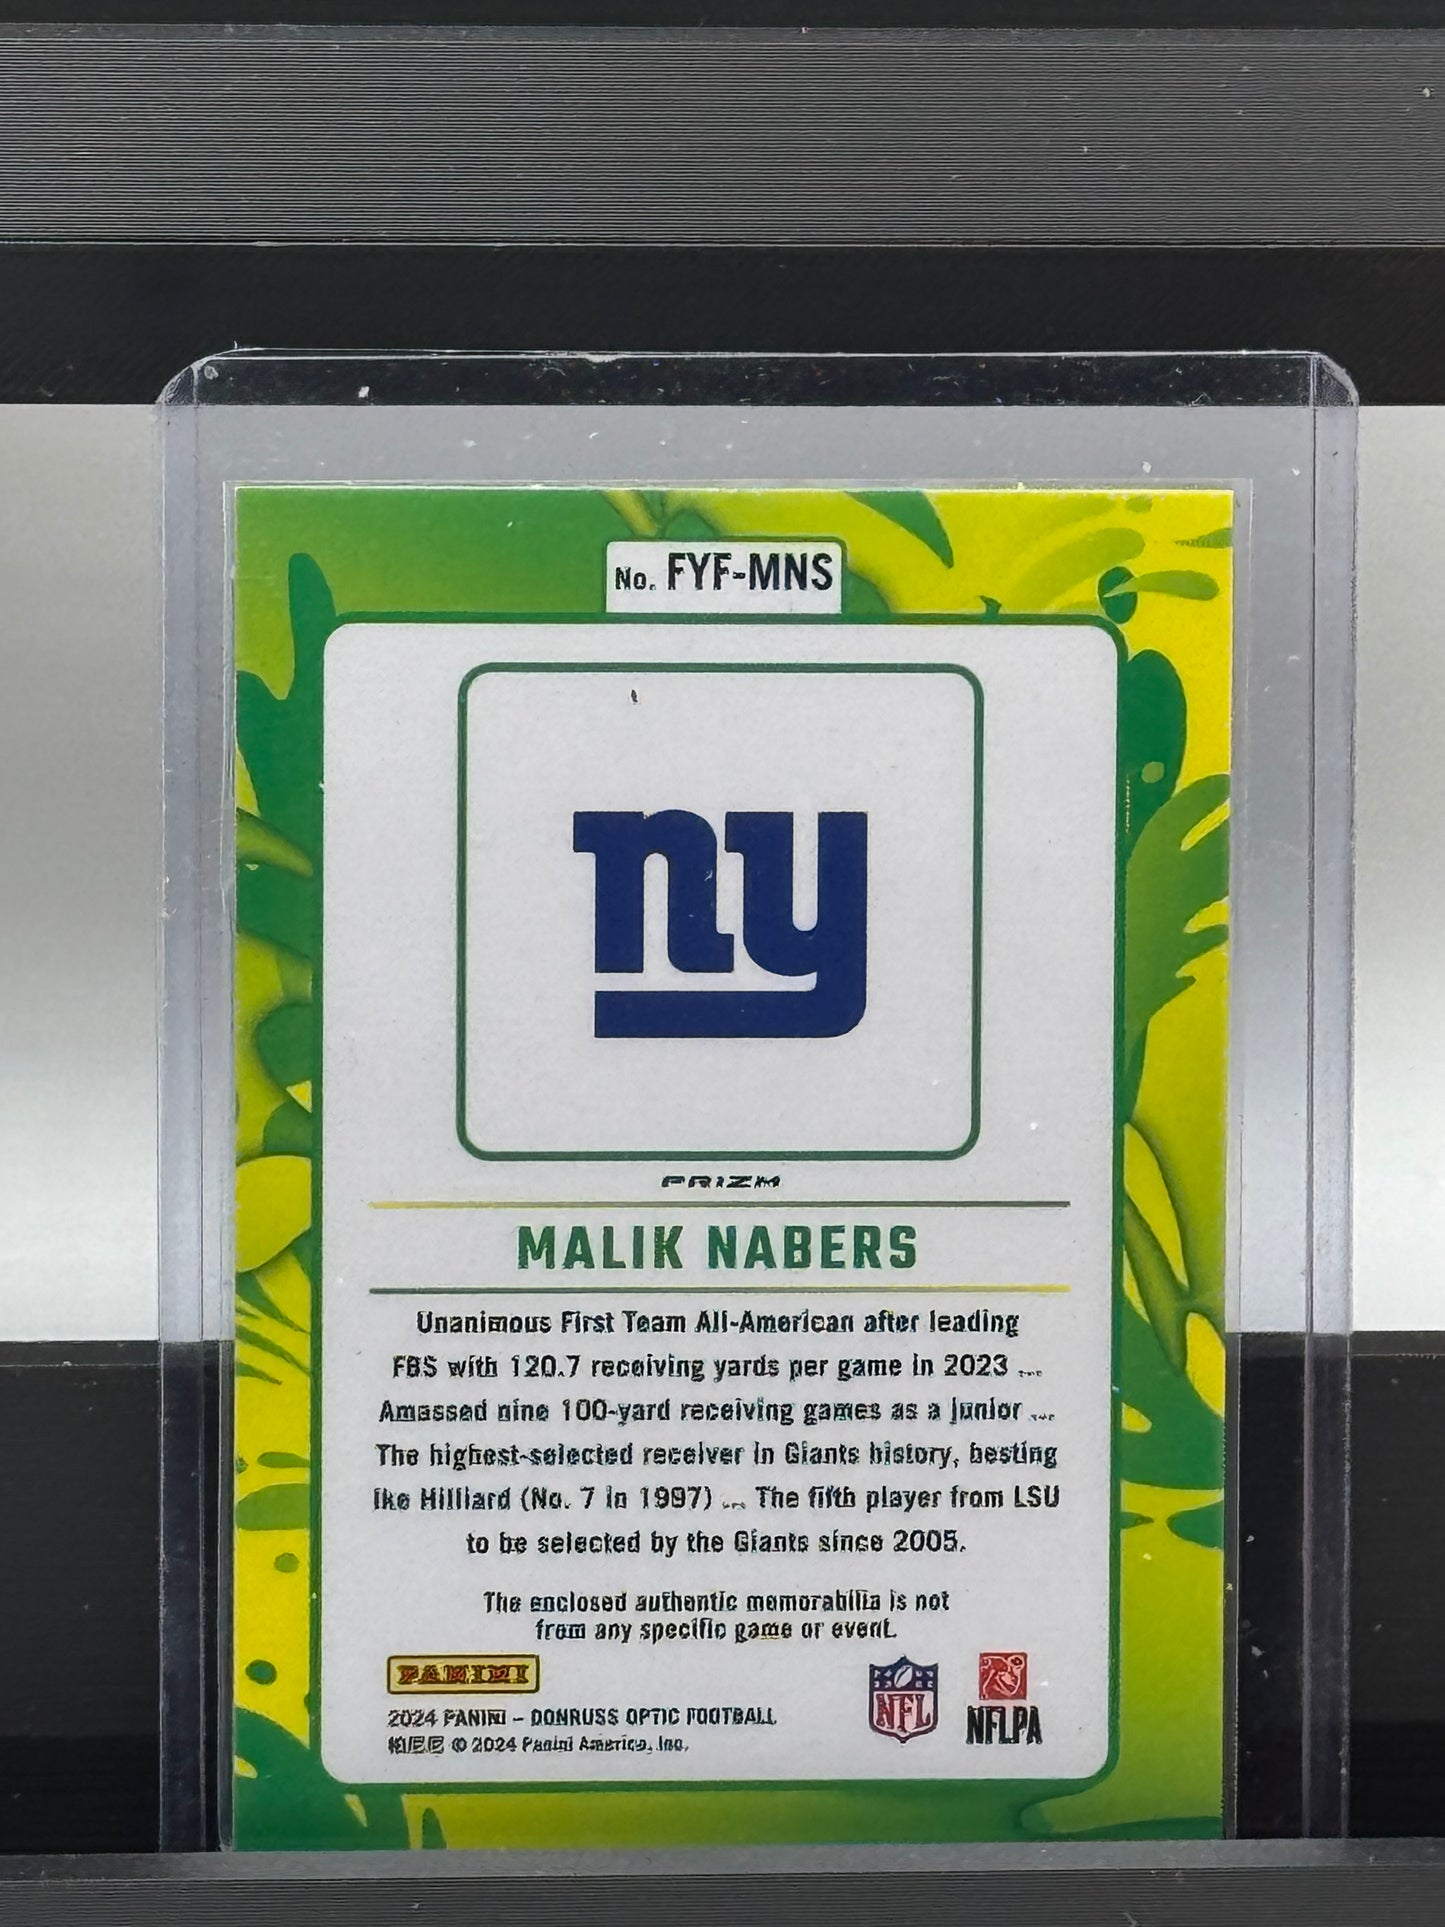 No. FYF-MNS
ny
PRIZM
MALIK NABERS
Unanimous First Team All-American after leading
FBS with 120.7 receiving yards per game in 2023 ...
Amassed nine 100-yard receiving games as a junior ...
The highest-selected receiver in Giants history, besting
Ike Hilliard (No. 7 in 1997) ... The fifth player from LSU
to be selected by the Giants since 2005.
The enclosed authentic memorabilia is not
from any specific game or event.
PANINI
NFL
NFLPA
2024 PANINI – DONRUSS OPTIC FOOTBALL
© 2024 Panini America, Inc.